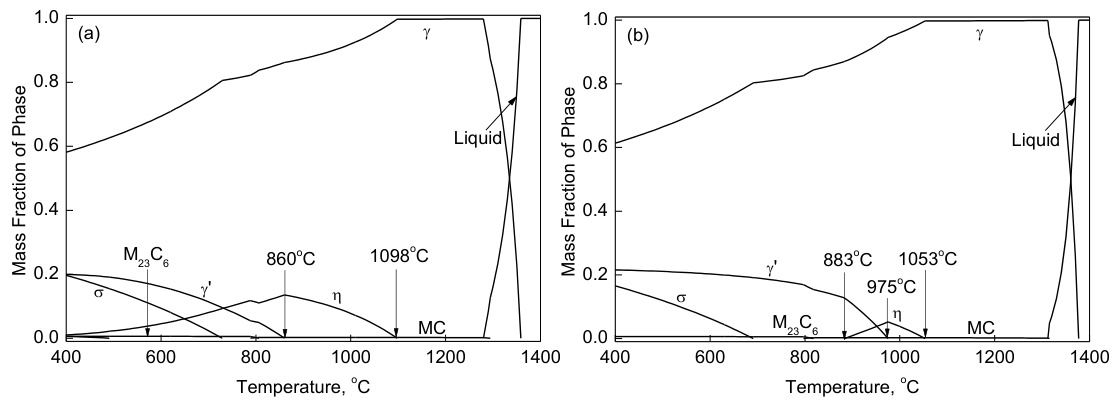 (a)
1.0
0.8
0.6
0.4
0.2
0.0
Mass Fraction of Phase
γ
Liquid
M23C6
860°C
1098°C
σ
γ'
η
MC
400
600
800
1000
1200
1400
Temperature, °C
(b)
1.0
0.8
0.6
0.4
0.2
0.0
Mass Fraction of Phase
γ
Liquid
γ'
883°C
1053°C
975°C
σ
η
M23C6
MC
400
600
800
1000
1200
1400
Temperature, °C